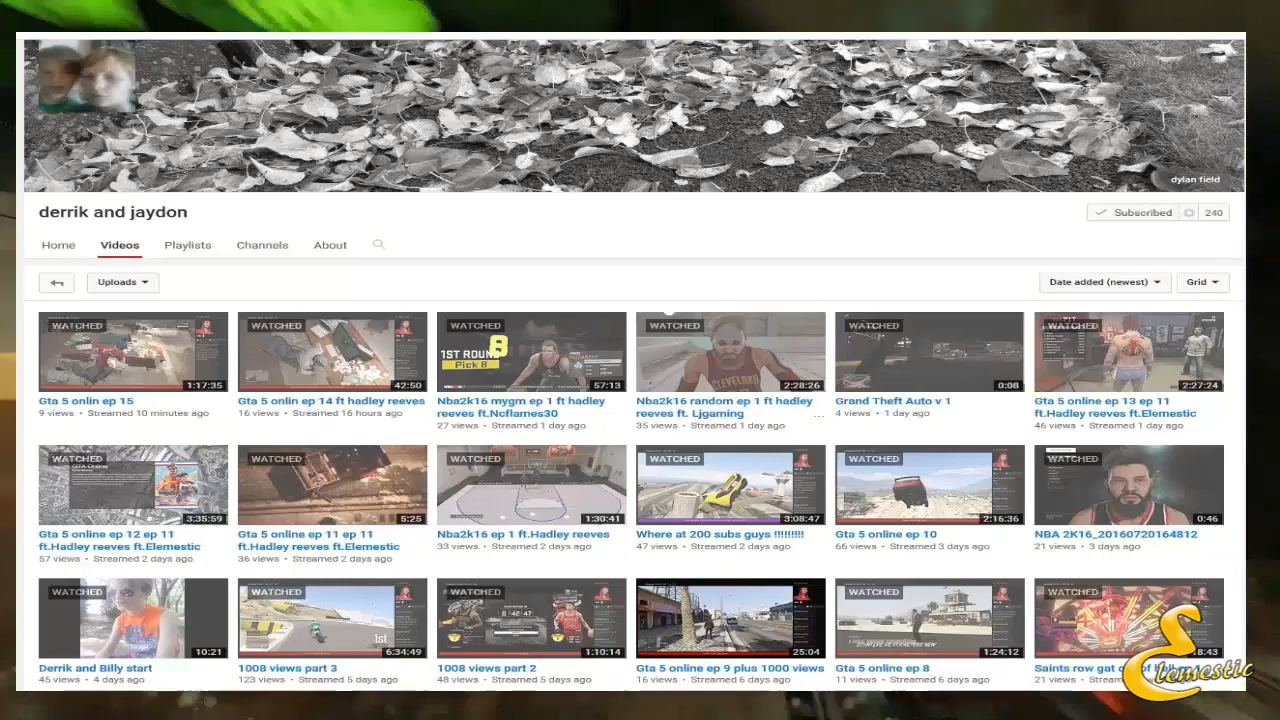 dylan field
derrik and jaydon
Subscribed 240
Home Videos Playlists Channels About
Uploads
Date added (newest) Grid
WATCHED WATCHED WATCHED WATCHED WATCHED WATCHED
1ST ROUND
8
Pick 8
CLEVELAND
1:17:35 42:50 57:13 2:28:26 0:08 2:27:24
Gta 5 onlin ep 15
9 views • Streamed 10 minutes ago
Gta 5 onlin ep 14 ft hadley reeves
16 views • Streamed 16 hours ago
Nba2k16 mygm ep 1 ft hadley
reeves ft.Ncflames30
27 views • Streamed 1 day ago
Nba2k16 random ep 1 ft hadley
reeves ft. Ljgaming
...
35 views • Streamed 1 day ago
Grand Theft Auto v 1
4 views • 1 day ago
Gta 5 online ep 13 ep 11
ft.Hadley reeves ft.Elemestic
46 views • Streamed 1 day ago
WATCHED WATCHED WATCHED WATCHED WATCHED WATCHED
GTA Online
3:35:59 5:25 1:30:41 3:08:47 2:16:36 0:46
Gta 5 online ep 12 ep 11
ft.Hadley reeves ft.Elemestic
57 views • Streamed 2 days ago
Gta 5 online ep 11 ep 11
ft.Hadley reeves ft.Elemestic
36 views • Streamed 2 days ago
Nba2k16 ep 1 ft.Hadley reeves
33 views • Streamed 2 days ago
Where at 200 subs guys !!!!!!!!!
47 views • Streamed 2 days ago
Gta 5 online ep 10
66 views • Streamed 3 days ago
NBA 2K16_20160720164812
21 views • 3 days ago
WATCHED WATCHED WATCHED WATCHED WATCHED WATCHED
1st
0:42:47
10:21 6:34:49 1:10:14 25:04 1:24:12 8:43
Derrik and Billy start
45 views • 4 days ago
1008 views part 3
123 views • Streamed 5 days ago
1008 views part 2
48 views • Streamed 5 days ago
Gta 5 online ep 9 plus 1000 views
16 views • Streamed 6 days ago
Gta 5 online ep 8
11 views • Streamed 6 days ago
Saints row gat
21 views • Streamed
Elemestic